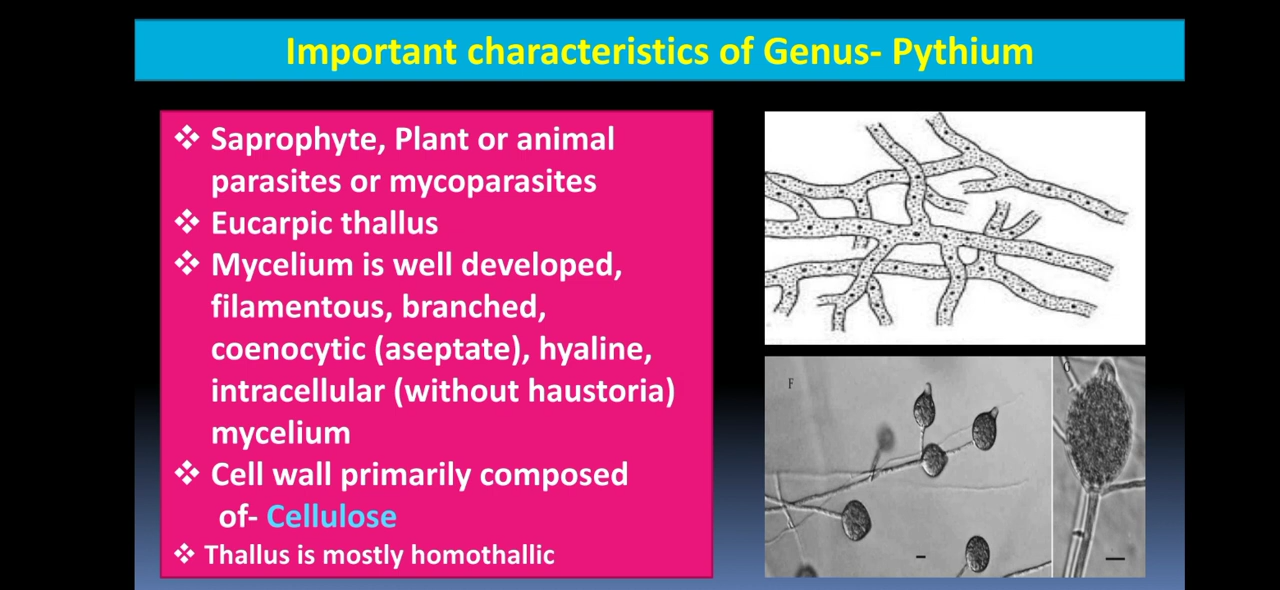 Important characteristics of Genus- Pythium
❖ Saprophyte, Plant or animal
parasites or mycoparasites
❖ Eucarpic thallus
❖ Mycelium is well developed,
filamentous, branched,
coenocytic (aseptate), hyaline,
intracellular (without haustoria)
mycelium
❖ Cell wall primarily composed
of- Cellulose
❖ Thallus is mostly homothallic
F